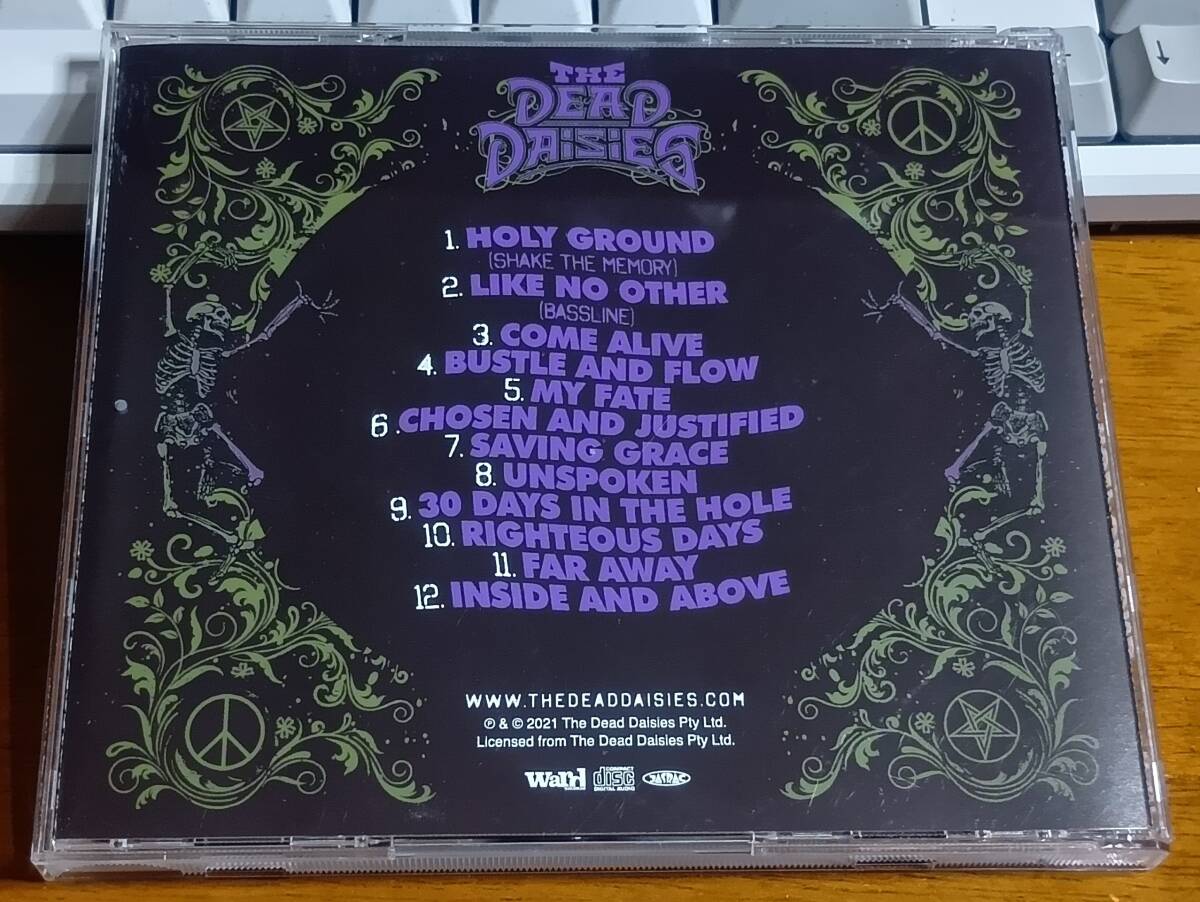 THE
DEAD
DAISIES
1. HOLY GROUND
(SHAKE THE MEMORY)
2. LIKE NO OTHER
(BASSLINE)
3. COME ALIVE
4. BUSTLE AND FLOW
5. MY FATE
6. CHOSEN AND JUSTIFIED
7. SAVING GRACE
8. UNSPOKEN
9. 30 DAYS IN THE HOLE
10. RIGHTEOUS DAYS
11. FAR AWAY
12. INSIDE AND ABOVE
WWW.THEDEADDAISIES.COM
℗ & © 2021 The Dead Daisies Pty Ltd.
Licensed from The Dead Daisies Pty Ltd.
COMPACT
disc
DIGITAL AUDIO
JASRAC
↓